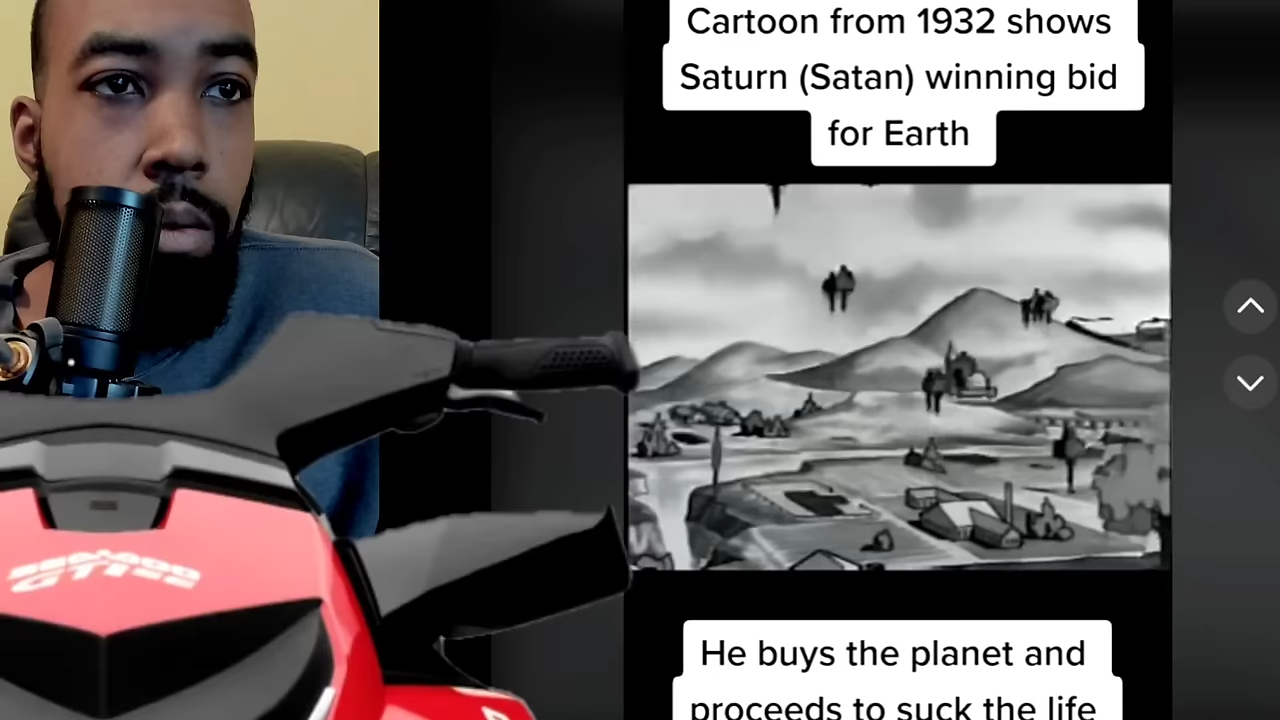 Cartoon from 1932 shows
Saturn (Satan) winning bid
for Earth
He buys the planet and
proceeds to suck the life